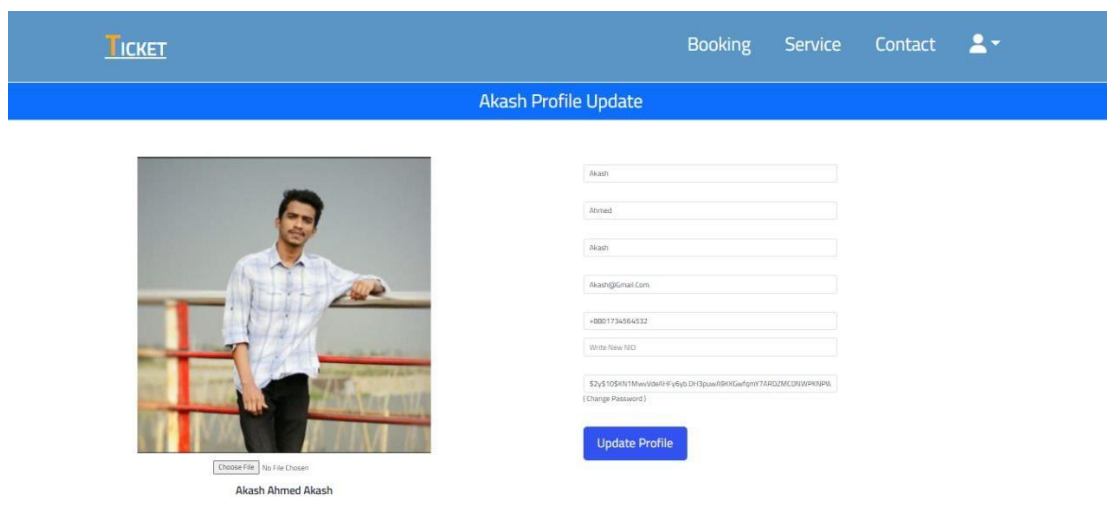 TICKET
Booking Service Contact
Akash Profile Update
Akash
Ahmed
Akash
Akash@Gmail.Com
+8801734564532
Write New NID
( Change Password )
Update Profile
Choose File No File Chosen
Akash Ahmed Akash